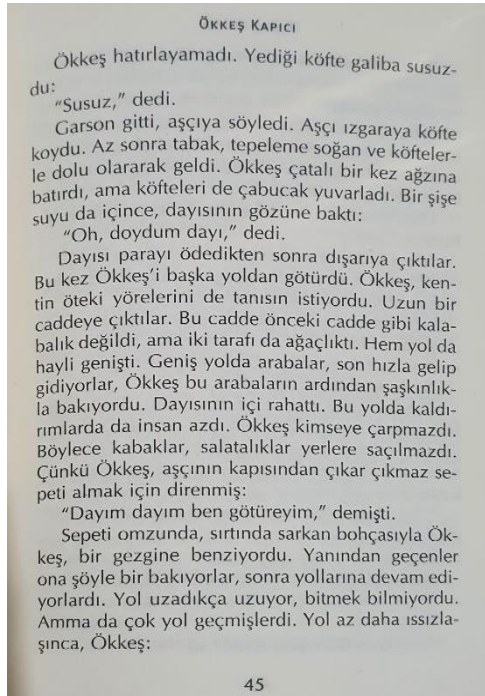 ÖKKEŞ KAPICI
Ökkeş hatırlayamadı. Yediği köfte galiba susuz-
du:
"Susuz," dedi.
Garson gitti, aşçıya söyledi. Aşçı ızgaraya köfte
koydu. Az sonra tabak, tepeleme soğan ve köfteler-
le dolu olararak geldi. Ökkeş çatalı bir kez ağzına
batırdı, ama köfteleri de çabucak yuvarladı. Bir şişe
suyu da içince, dayısının gözüne baktı:
"Oh, doydum dayı," dedi.
Dayısı parayı ödedikten sonra dışarıya çıktılar.
Bu kez Ökkeş'i başka yoldan götürdü. Ökkeş, ken-
tin öteki yörelerini de tanısın istiyordu. Uzun bir
caddeye çıktılar. Bu cadde önceki cadde gibi kala-
balık değildi, ama iki tarafı da ağaçlıktı. Hem yol da
hayli genişti. Geniş yolda arabalar, son hızla gelip
gidiyorlar, Ökkeş bu arabaların ardından şaşkınlık-
la bakıyordu. Dayısının içi rahattı. Bu yolda kaldı-
rımlarda da insan azdı. Ökkeş kimseye çarpmazdı.
Böylece kabaklar, salatalıklar yerlere saçılmazdı.
Çünkü Ökkeş, aşçının kapısından çıkar çıkmaz se-
peti almak için direnmiş:
"Dayım dayım ben götüreyim," demişti.
Sepeti omzunda, sırtında sarkan bohçasıyla Ök-
keş, bir gezgine benziyordu. Yanından geçenler
ona şöyle bir bakıyorlar, sonra yollarına devam edi-
yorlardı. Yol uzadıkça uzuyor, bitmek bilmiyordu.
Amma da çok yol geçmişlerdi. Yol az daha ıssızla-
şınca, Ökkeş:
45